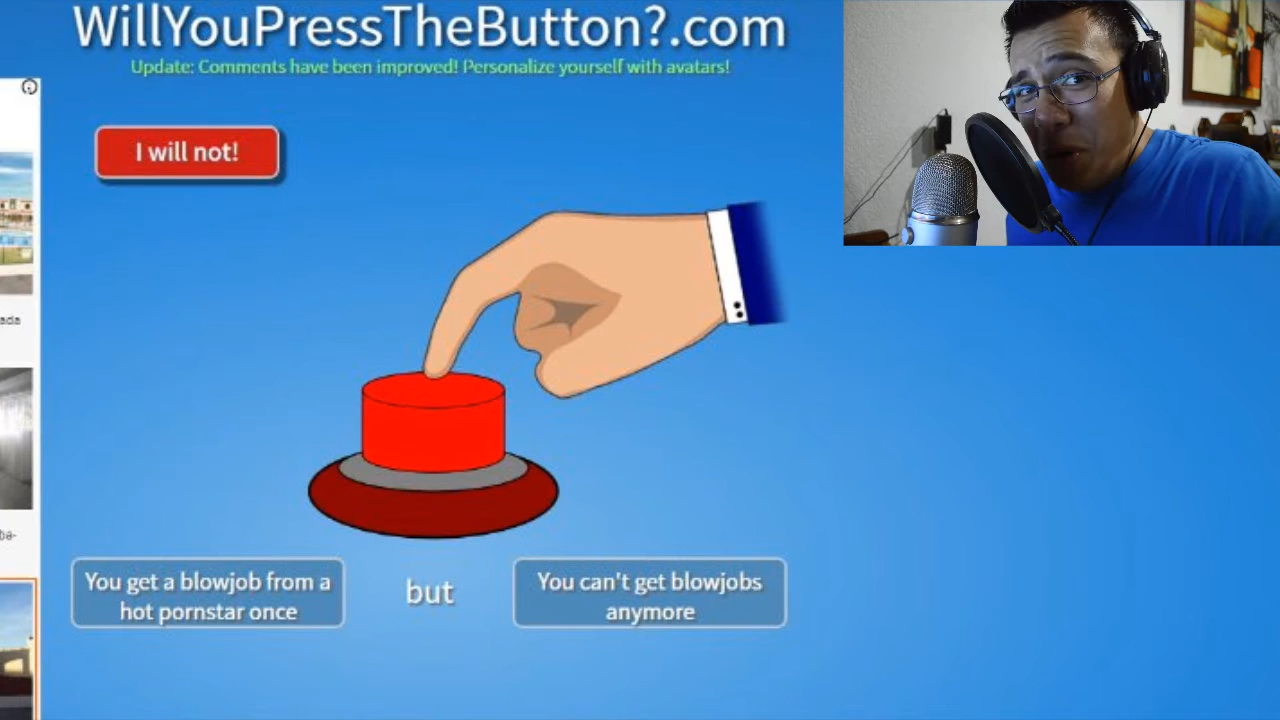 WillYouPressTheButton?.com
Update: Comments have been improved! Personalize yourself with avatars!
I will not!
You get a blowjob from a
hot pornstar once
but
You can't get blowjobs
anymore